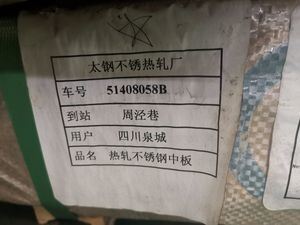 太钢不锈热轧厂
车号 51408058B
到站 周泾巷
用户 四川泉城
品名 热轧不锈钢中板